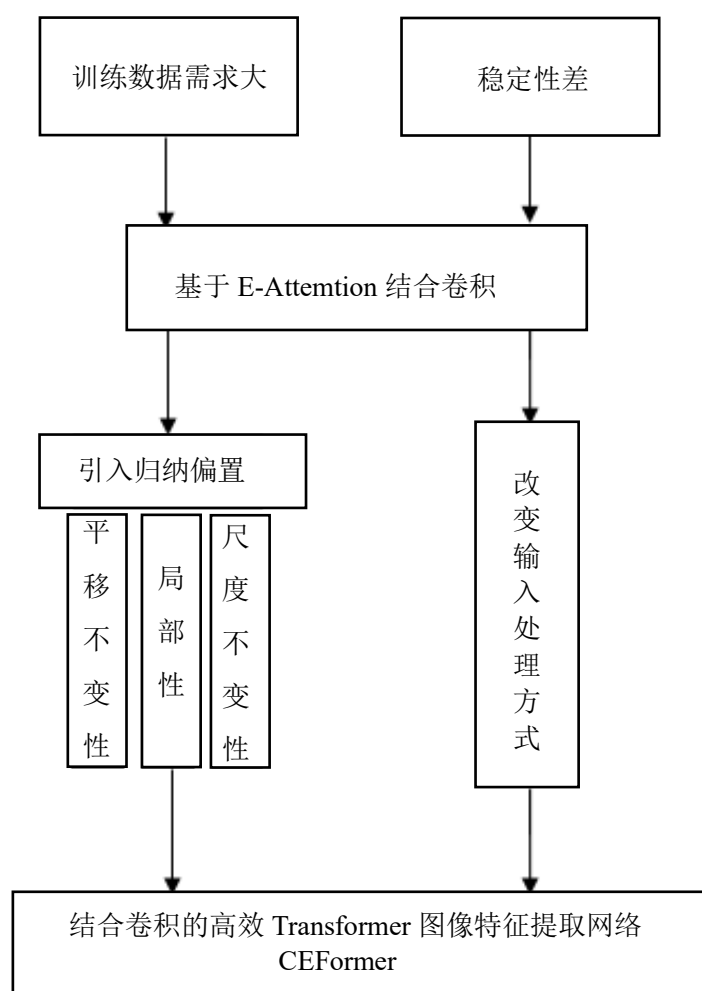 训练数据需求大
稳定性差
基于 E-Attemtion 结合卷积
引入归纳偏置
平移不变性
局部性
尺度不变性
改变输入处理方式
结合卷积的高效 Transformer 图像特征提取网络
CEFormer